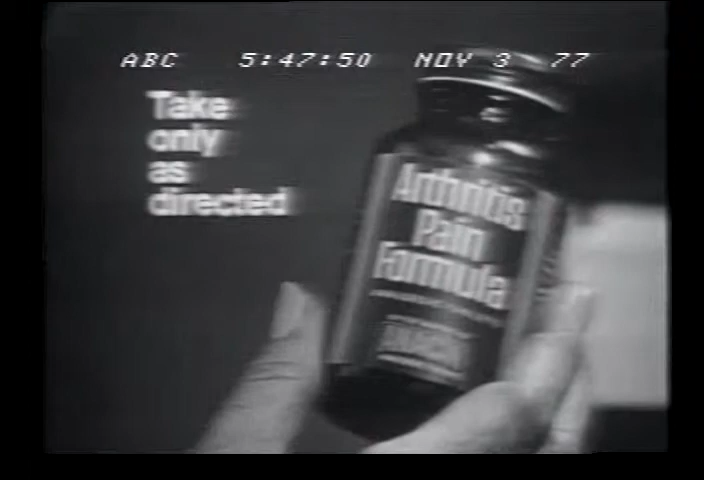 ABC 5:47:50 NOV 3 77
Take
only
as
directed
Arthritis
Pain
Formula